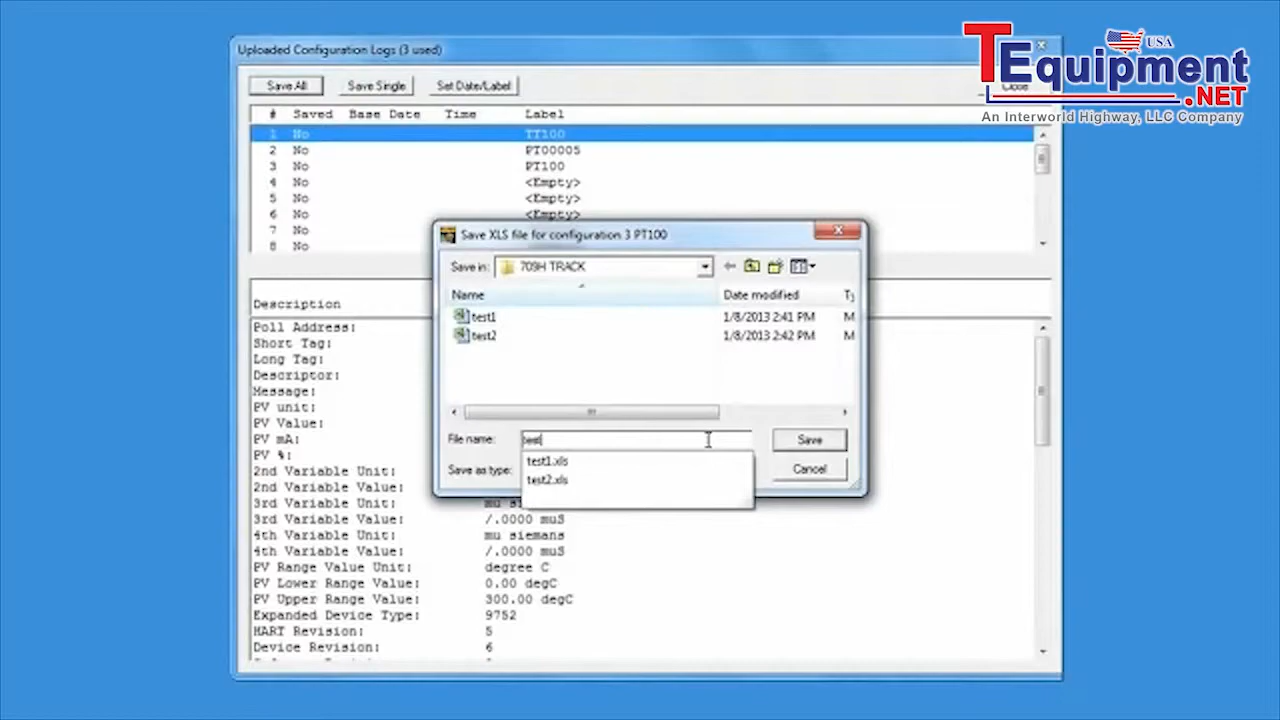 Uploaded Configuration Logs (3 used)
USA
TEquipment
.NET
An Interworld Highway, LLC Company
Save All Save Single Set Date/Label Close
# Saved Base Date Time Label
1 No TT100
2 No PT00005
3 No PT100
4 No <Empty>
5 No <Empty>
6 No <Empty>
7 No
8 No
Save XLS file for configuration 3 PT100
Save in: 709H TRACK
Name Date modified
test1 1/8/2013 2:41 PM M
test2 1/8/2013 2:42 PM M
File name: test
Save
test1.xls
test2.xls
Save as type:
Cancel
Description
Poll Address:
Short Tag:
Long Tag:
Descriptor:
Message:
PV unit:
PV Value:
PV mA:
PV %:
2nd Variable Unit:
2nd Variable Value:
3rd Variable Unit:
3rd Variable Value: /.0000 muS
4th Variable Unit: mu siemans
4th Variable Value: /.0000 muS
PV Range Value Unit: degree C
PV Lower Range Value: 0.00 degC
PV Upper Range Value: 300.00 degC
Expanded Device Type: 9752
HART Revision: 5
Device Revision: 6